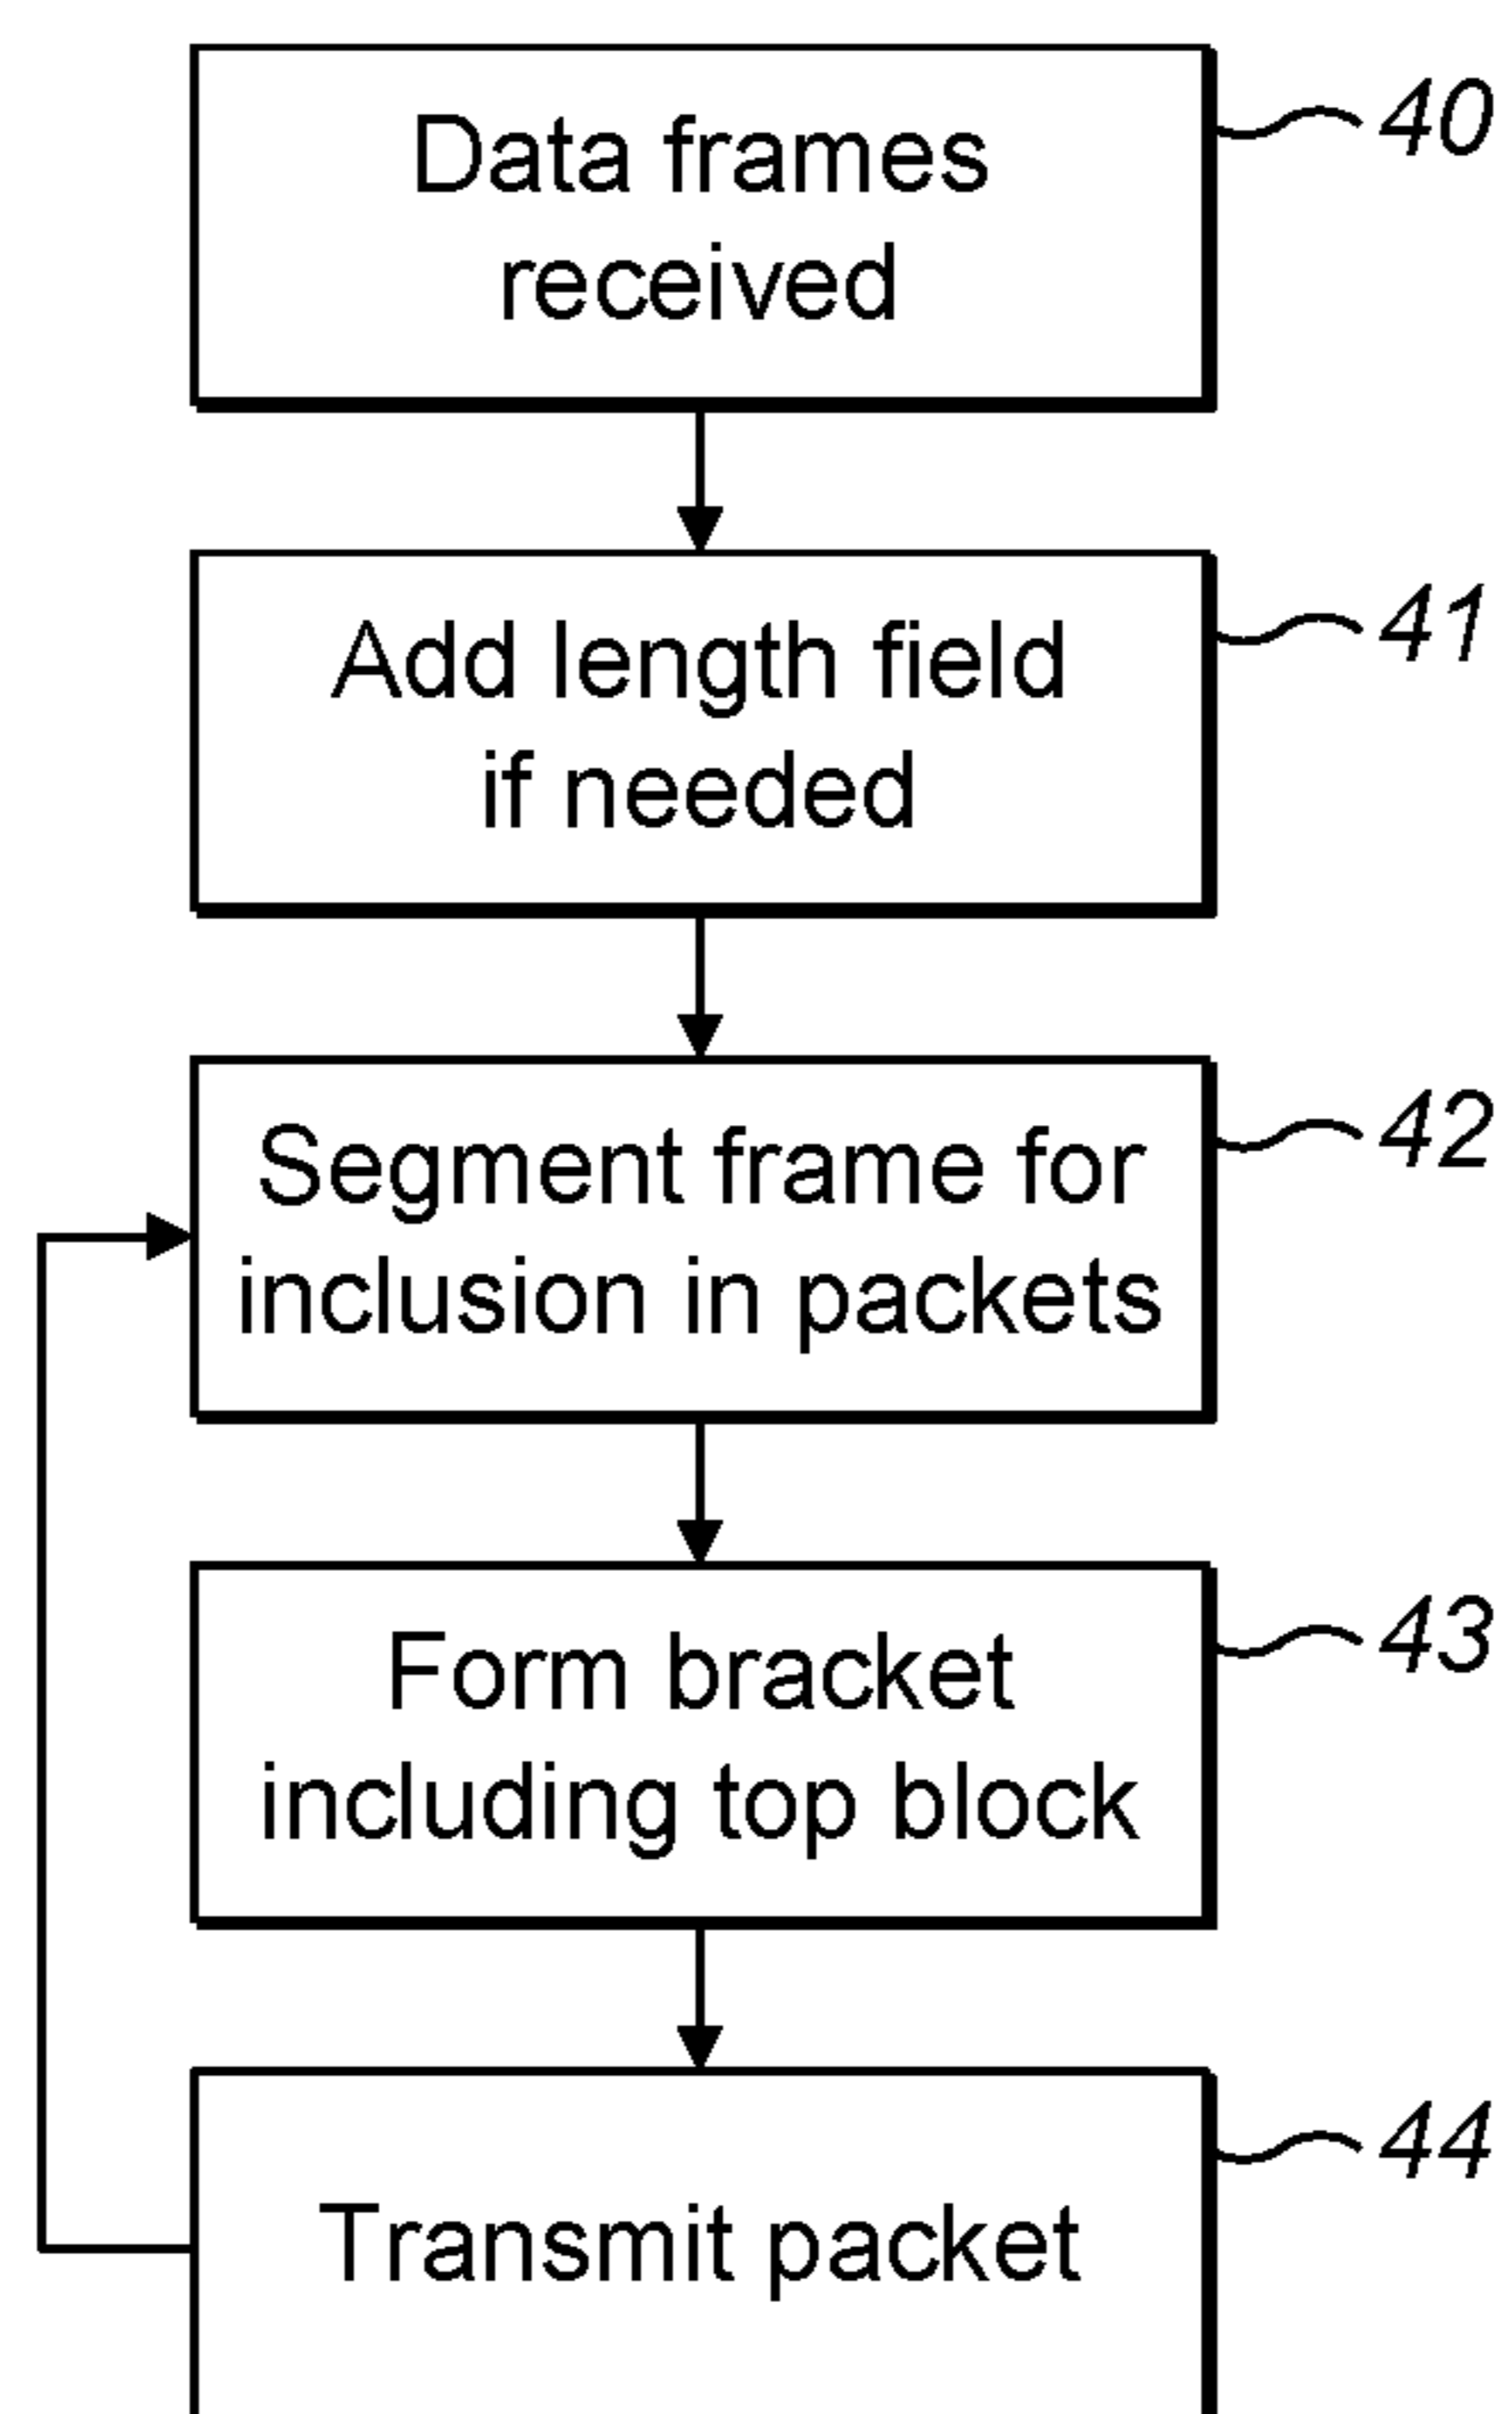 Data frames
received
40
Add length field
if needed
41
Segment frame for
inclusion in packets
42
Form bracket
including top block
43
Transmit packet
44